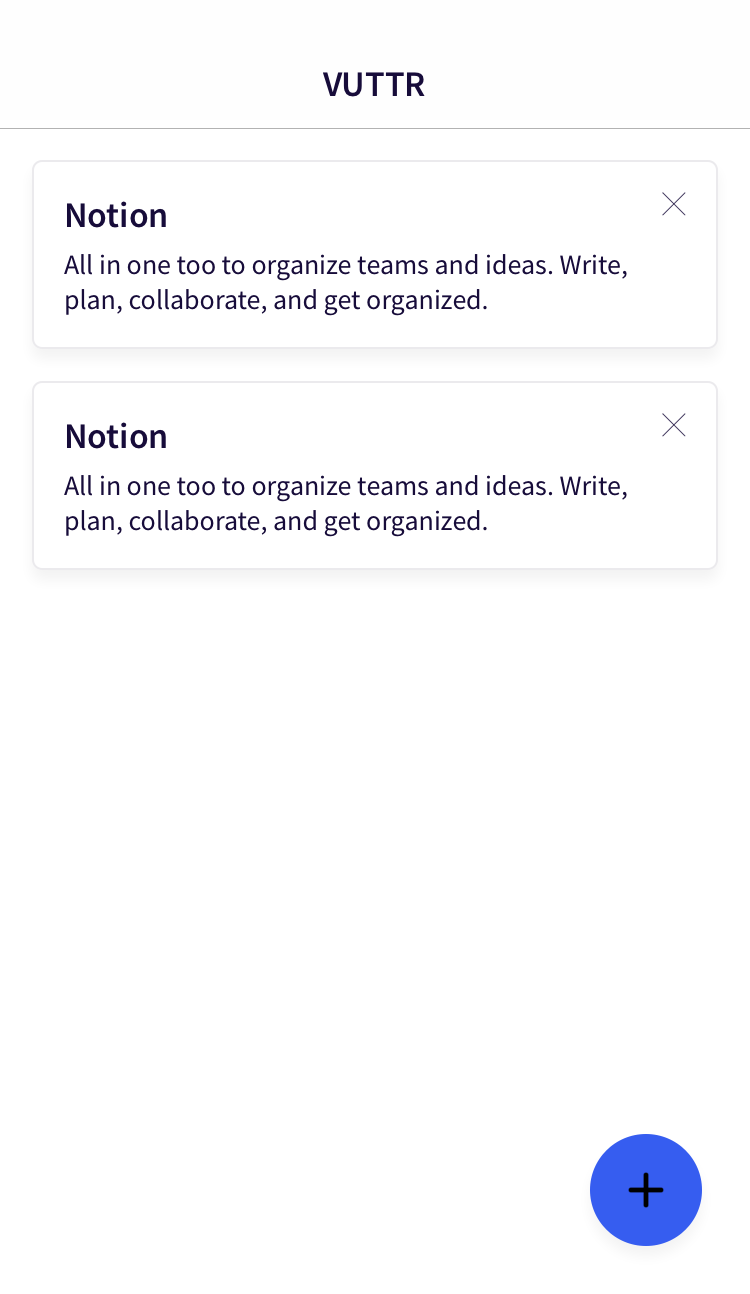 VUTTR
Notion
All in one too to organize teams and ideas. Write,
plan, collaborate, and get organized.
Notion
All in one too to organize teams and ideas. Write,
plan, collaborate, and get organized.